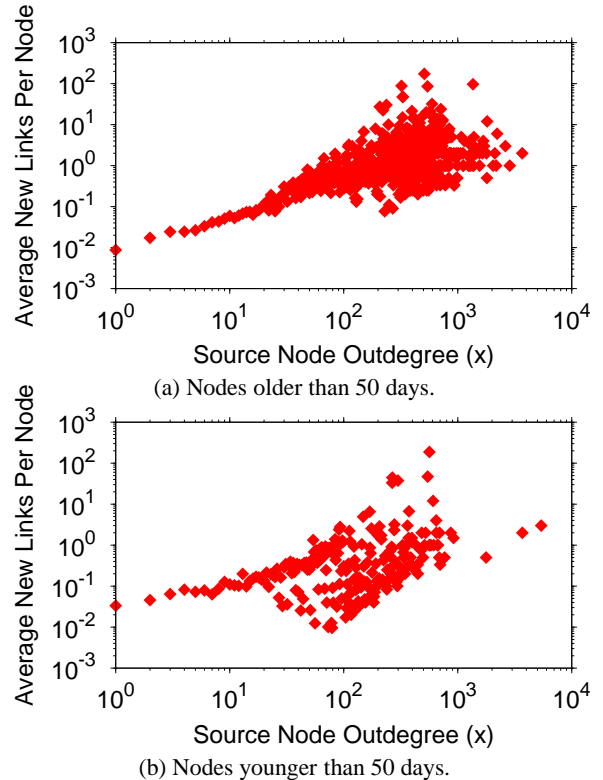 Average New Links Per Node
10^3
10^2
10^1
10^0
10^-1
10^-2
10^-3
10^0 10^1 10^2 10^3 10^4
Source Node Outdegree (x)
(a) Nodes older than 50 days.
Average New Links Per Node
10^3
10^2
10^1
10^0
10^-1
10^-2
10^-3
10^0 10^1 10^2 10^3 10^4
Source Node Outdegree (x)
(b) Nodes younger than 50 days.